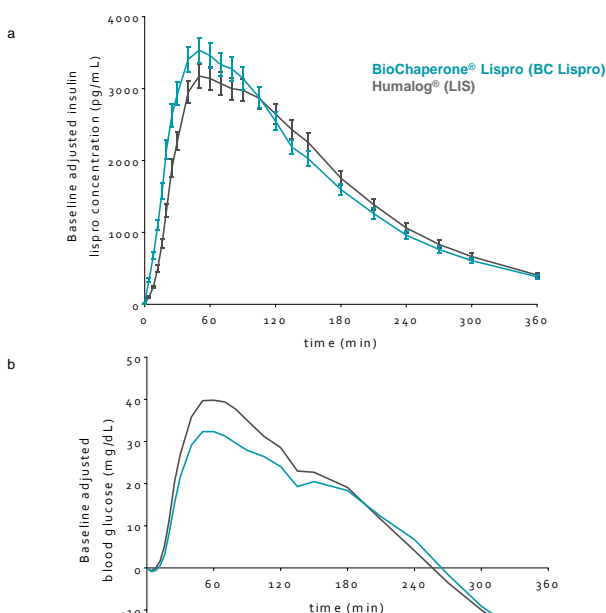 a
Baseline adjusted insulin
lispro concentration (pg/mL)
4000
3000
2000
1000
0
0 60 120 180 240 300 360
time (min)
BioChaperone® Lispro (BC Lispro)
Humalog® (LIS)
b
Baseline adjusted
blood glucose (mg/dL)
50
40
30
20
10
0
-10
60 120 180 240 300 360
time (min)